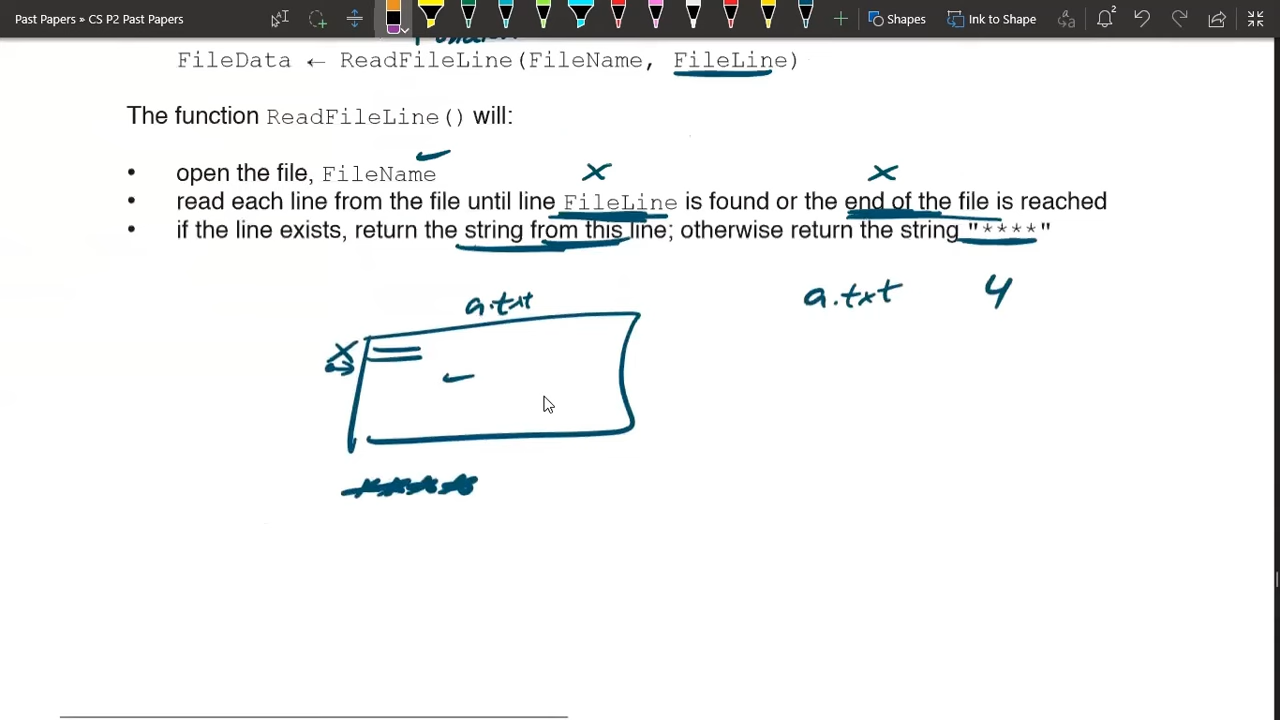 Past Papers » CS P2 Past Papers
Shapes
Ink to Shape
2
FileData ← ReadFileLine(FileName, FileLine)
The function ReadFileLine() will:
• open the file, FileName
x x
• read each line from the file until line FileLine is found or the end of the file is reached
• if the line exists, return the string from this line; otherwise return the string "****"
a.txt a.txt 4
x